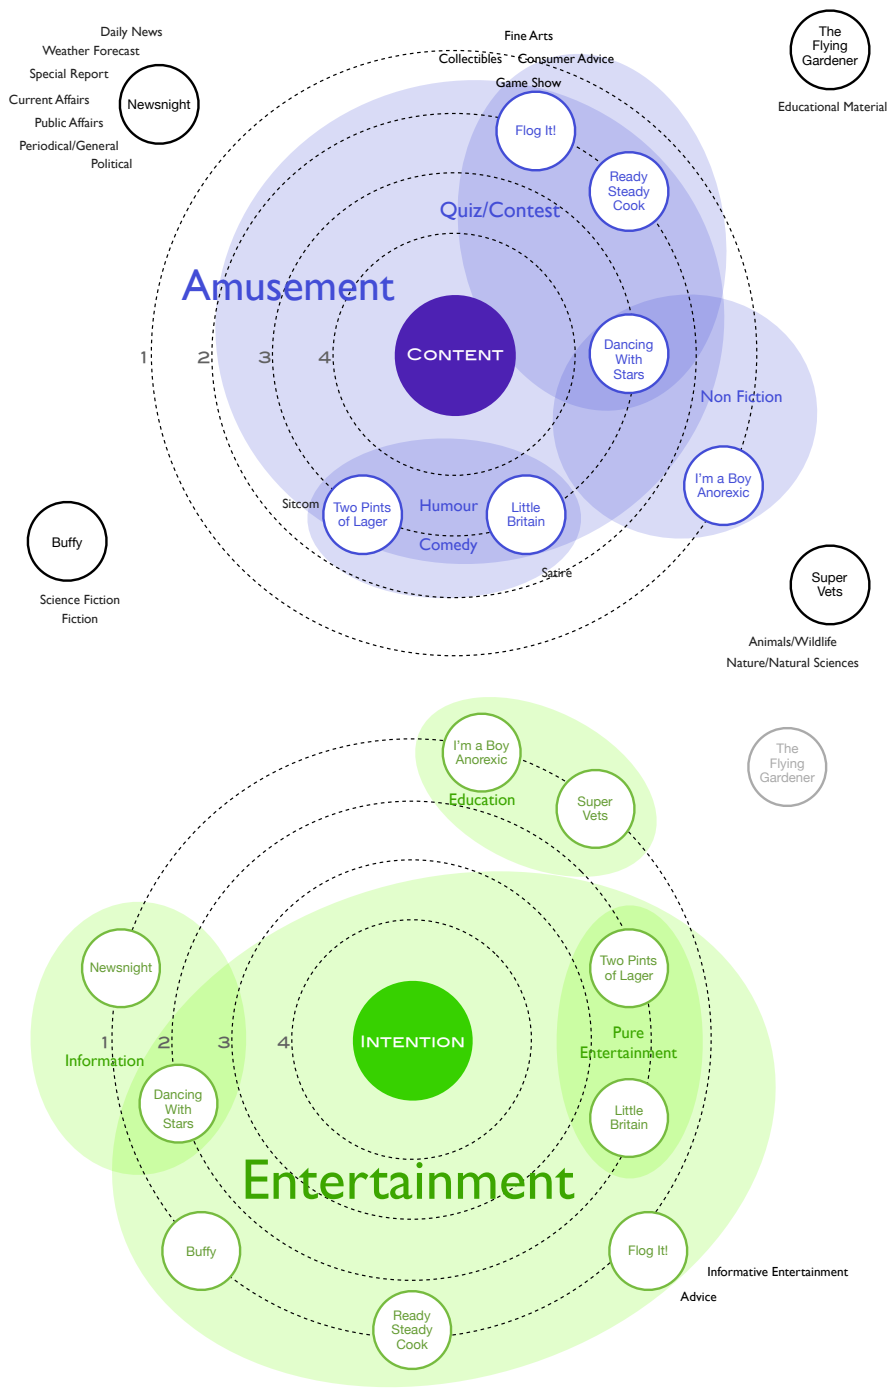 Daily News
Weather Forecast
Special Report
Current Affairs
Public Affairs
Periodical/General
Political
Newsnight
Fine Arts
Collectibles
Consumer Advice
Game Show
The
Flying
Gardener
Educational Material
Flog It!
Ready
Steady
Cook
Quiz/Contest
Amusement
1
2
3
4
CONTENT
Dancing
With
Stars
Non Fiction
I'm a Boy
Anorexic
Sitcom
Two Pints
of Lager
Humour
Comedy
Little
Britain
Satire
Buffy
Science Fiction
Fiction
Super
Vets
Animals/Wildlife
Nature/Natural Sciences
I'm a Boy
Anorexic
Education
Super
Vets
The
Flying
Gardener
Newsnight
1
2
3
4
Information
Dancing
With
Stars
INTENTION
Two Pints
of Lager
Pure
Entertainment
Little
Britain
Entertainment
Buffy
Ready
Steady
Cook
Flog It!
Informative Entertainment
Advice